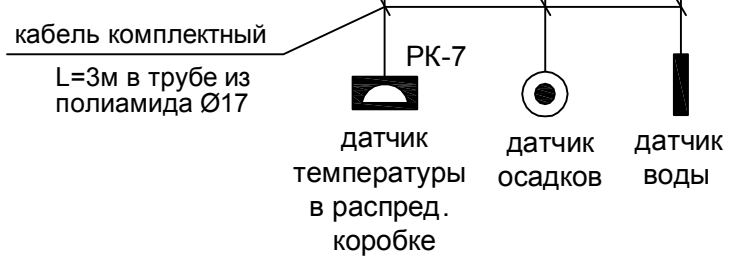 кабель комплектный
L=3м в трубе из
полиамида Ø17
РК-7
датчик
температуры
в распред.
коробке
датчик
осадков
датчик
воды